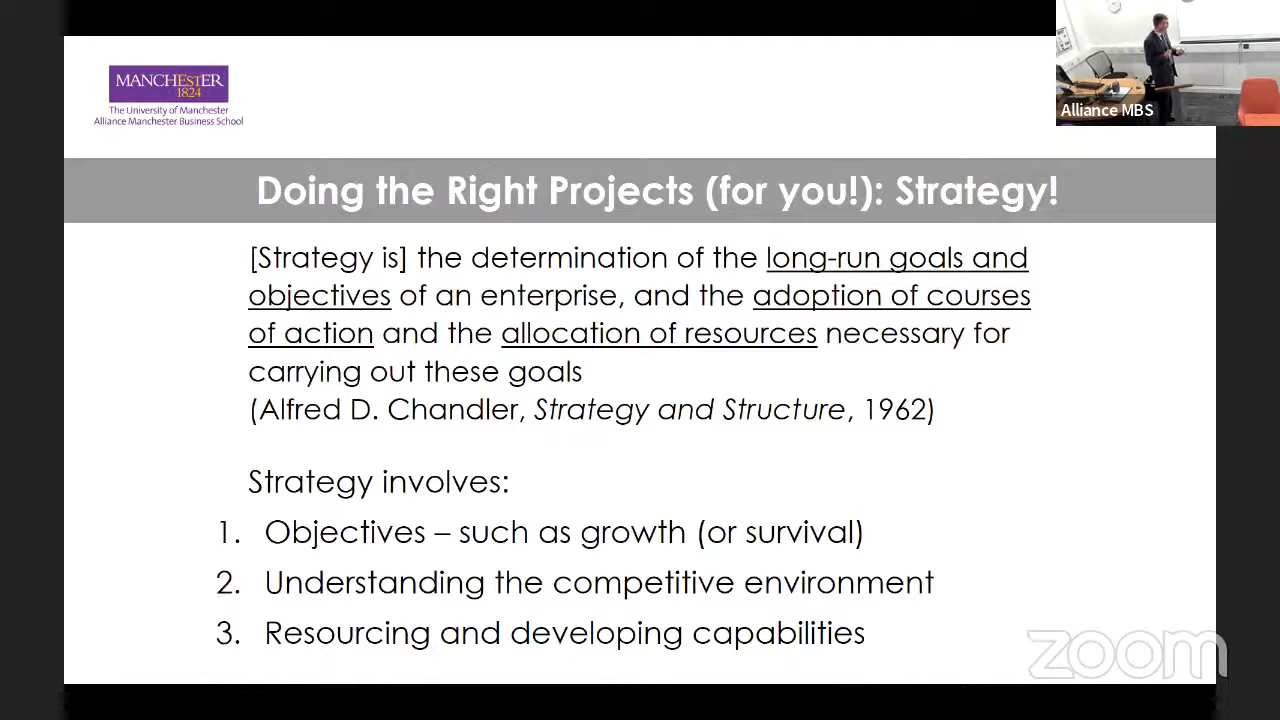 MANCHESTER
1824
The University of Manchester
Alliance Manchester Business School
Alliance MBS
Doing the Right Projects (for you!): Strategy!
[Strategy is] the determination of the long-run goals and
objectives of an enterprise, and the adoption of courses
of action and the allocation of resources necessary for
carrying out these goals
(Alfred D. Chandler, Strategy and Structure, 1962)
Strategy involves:
1. Objectives – such as growth (or survival)
2. Understanding the competitive environment
3. Resourcing and developing capabilities
zoom